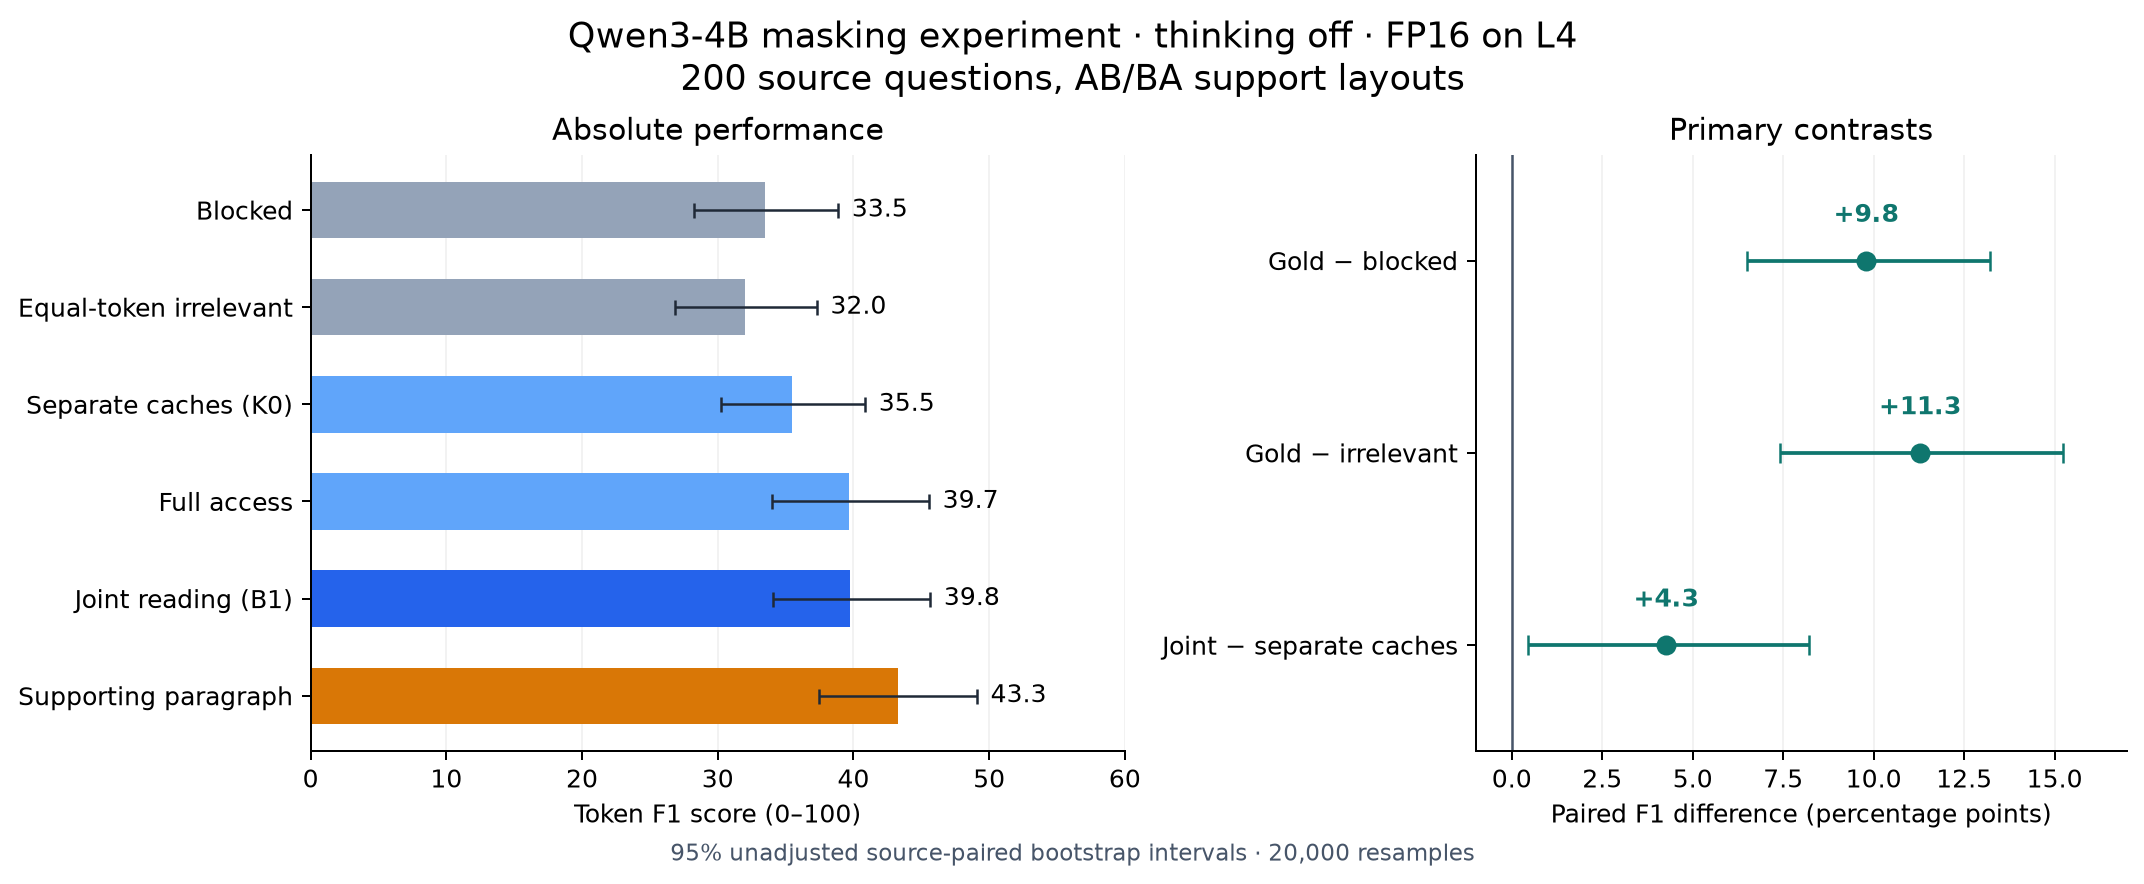 Qwen3-4B masking experiment · thinking off · FP16 on L4
200 source questions, AB/BA support layouts
Absolute performance
Blocked
33.5
Equal-token irrelevant
32.0
Separate caches (K0)
35.5
Full access
39.7
Joint reading (B1)
39.8
Supporting paragraph
43.3
0 10 20 30 40 50 60
Token F1 score (0–100)
Primary contrasts
+9.8
Gold − blocked
+11.3
Gold − irrelevant
+4.3
Joint − separate caches
0.0 2.5 5.0 7.5 10.0 12.5 15.0
Paired F1 difference (percentage points)
95% unadjusted source-paired bootstrap intervals · 20,000 resamples